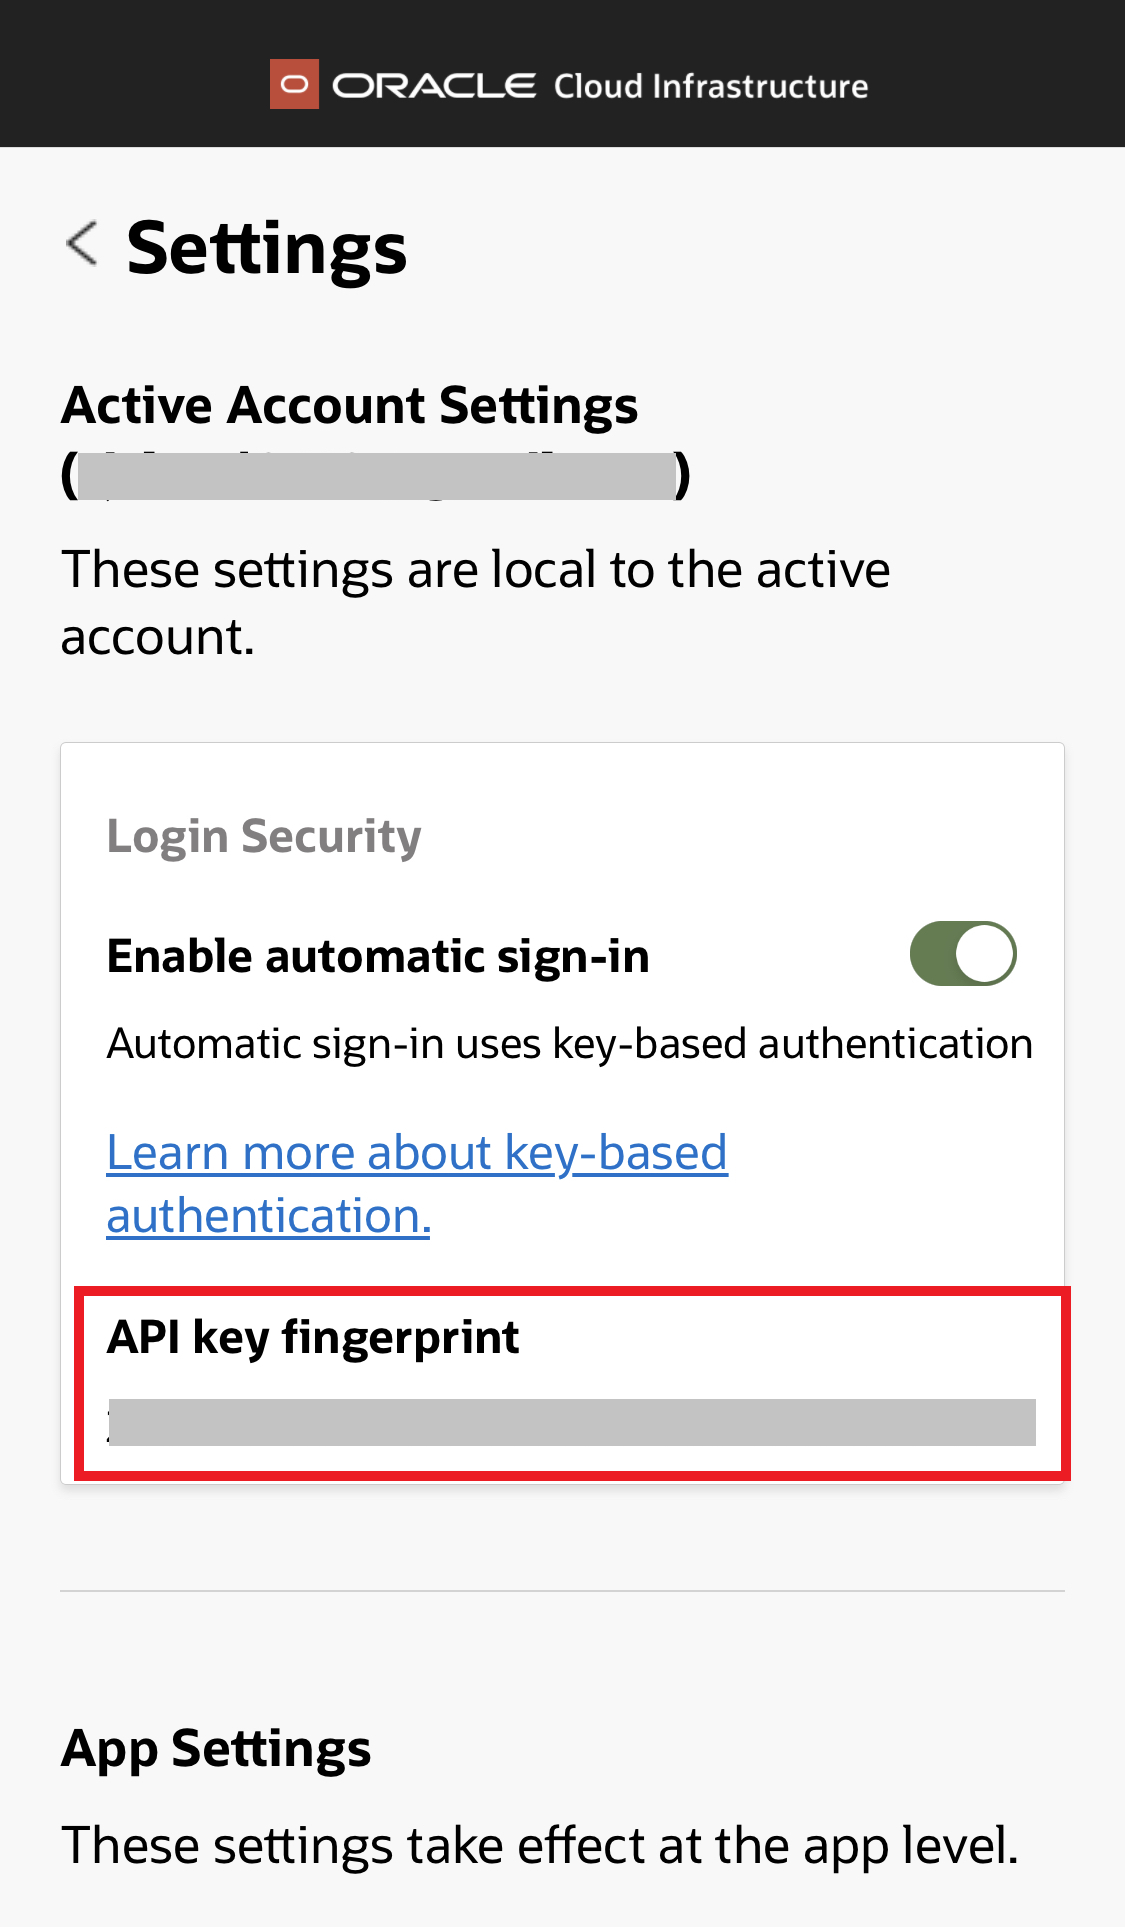 ORACLE Cloud Infrastructure
Settings
Active Account Settings
( )
These settings are local to the active
account.
Login Security
Enable automatic sign-in
Automatic sign-in uses key-based authentication
Learn more about key-based
authentication.
API key fingerprint
App Settings
These settings take effect at the app level.